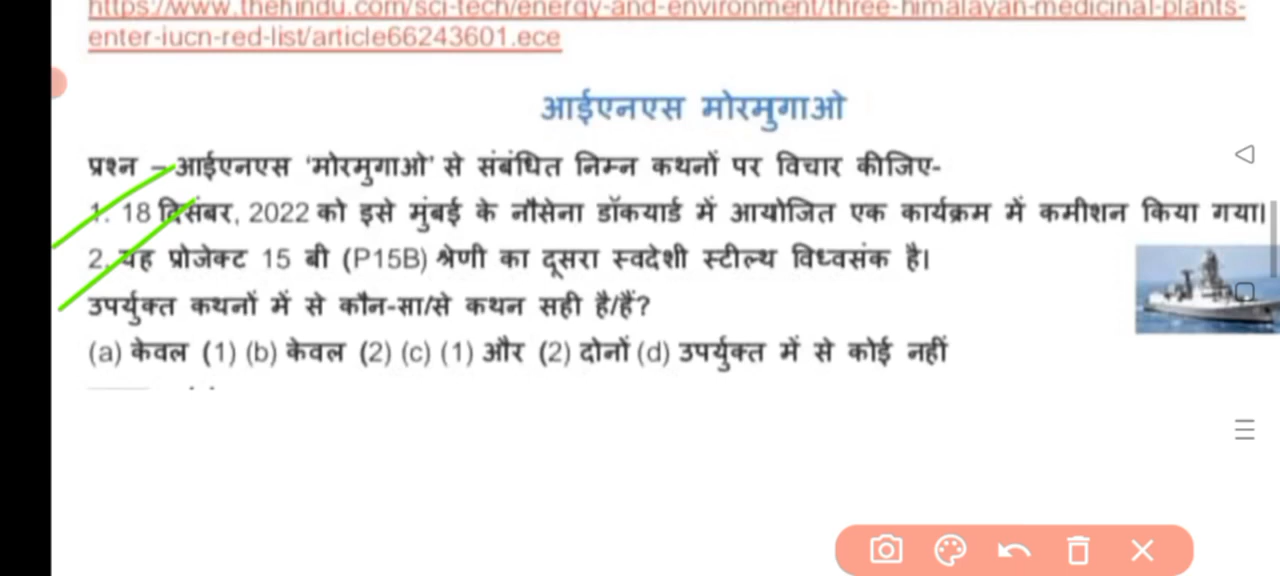 https://www.thehindu.com/sci-tech/energy-and-environment/three-himalayan-medicinal-plants-
enter-iucn-red-list/article66243601.ece
आईएनएस मोरमुगाओ
प्रश्न – आईएनएस 'मोरमुगाओ' से संबंधित निम्न कथनों पर विचार कीजिए-
1. 18 दिसंबर, 2022 को इसे मुंबई के नौसेना डॉकयार्ड में आयोजित एक कार्यक्रम में कमीशन किया गया।
2. यह प्रोजेक्ट 15 बी (P15B) श्रेणी का दूसरा स्वदेशी स्टील्थ विध्वसंक है।
उपर्युक्त कथनों में से कौन-सा/से कथन सही है/हैं?
(a) केवल (1) (b) केवल (2) (c) (1) और (2) दोनों (d) उपर्युक्त में से कोई नहीं